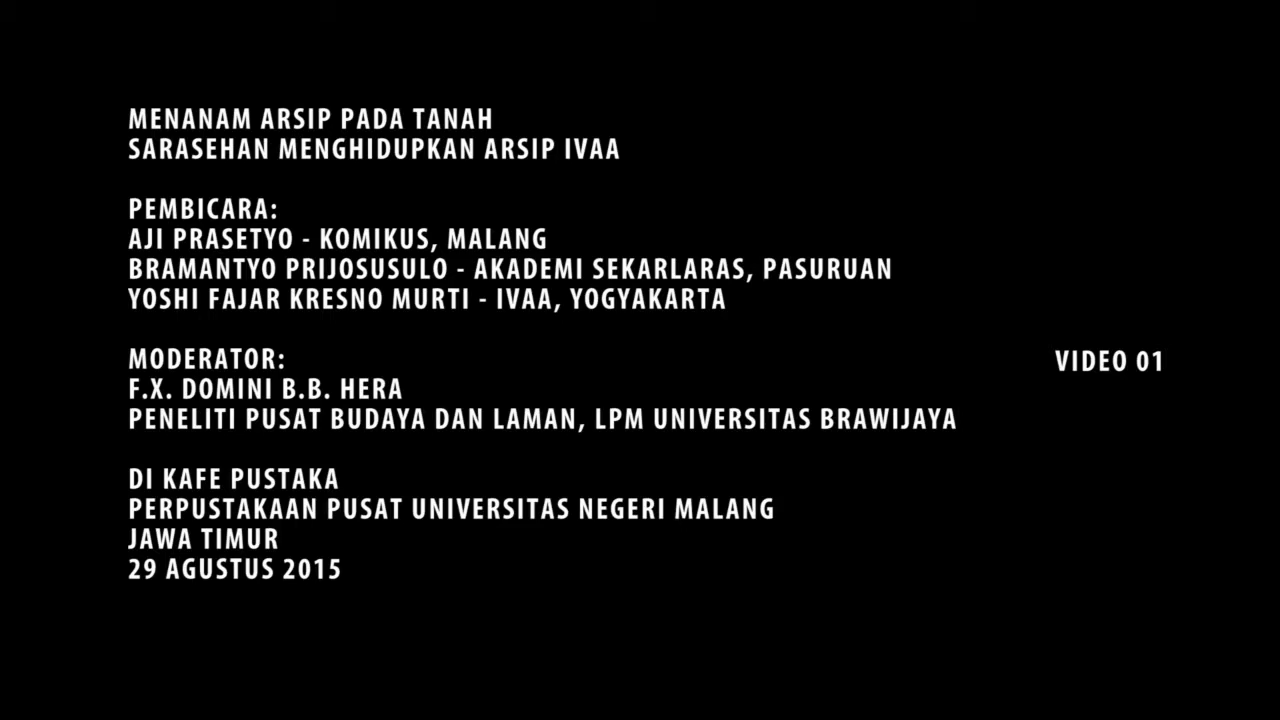 MENANAM ARSIP PADA TANAH
SARASEHAN MENGHIDUPKAN ARSIP IVAA
PEMBICARA:
AJI PRASETYO - KOMIKUS, MALANG
BRAMANTYO PRIJOSUSULO - AKADEMI SEKARLARAS, PASURUAN
YOSHI FAJAR KRESNO MURTI - IVAA, YOGYAKARTA
MODERATOR:
F.X. DOMINI B.B. HERA
PENELITI PUSAT BUDAYA DAN LAMAN, LPM UNIVERSITAS BRAWIJAYA
VIDEO 01
DI KAFE PUSTAKA
PERPUSTAKAAN PUSAT UNIVERSITAS NEGERI MALANG
JAWA TIMUR
29 AGUSTUS 2015